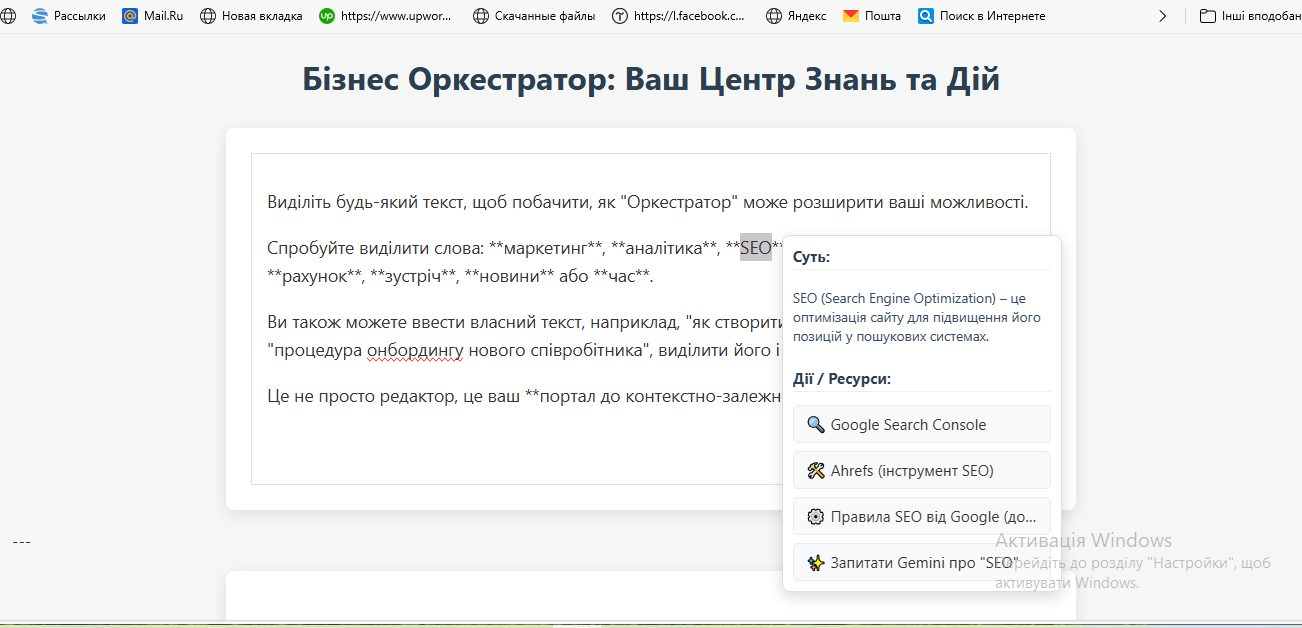 Рассылки Mail.Ru Новая вкладка https://www.upwor... Скачанные файлы https://l.facebook.c... Яндекс Пошта Поиск в Интернете Інші вподобан
Бізнес Оркестратор: Ваш Центр Знань та Дій
Виділіть будь-який текст, щоб побачити, як "Оркестратор" може розширити ваші можливості.
Спробуйте виділити слова: **маркетинг**, **аналітика**, **SEO**
**рахунок**, **зустріч**, **новини** або **час**.
Ви також можете ввести власний текст, наприклад, "як створити
"процедура онбордингу нового співробітника", виділити його і
Це не просто редактор, це ваш **портал до контекстно-залежн
Суть:
SEO (Search Engine Optimization) – це
оптимізація сайту для підвищення його
позицій у пошукових системах.
Дії / Ресурси:
Google Search Console
Ahrefs (інструмент SEO)
Правила SEO від Google (до...
Запитати Gemini про "SEO"
---
Активація Windows
Перейдіть до розділу "Настройки", щоб
активувати Windows.